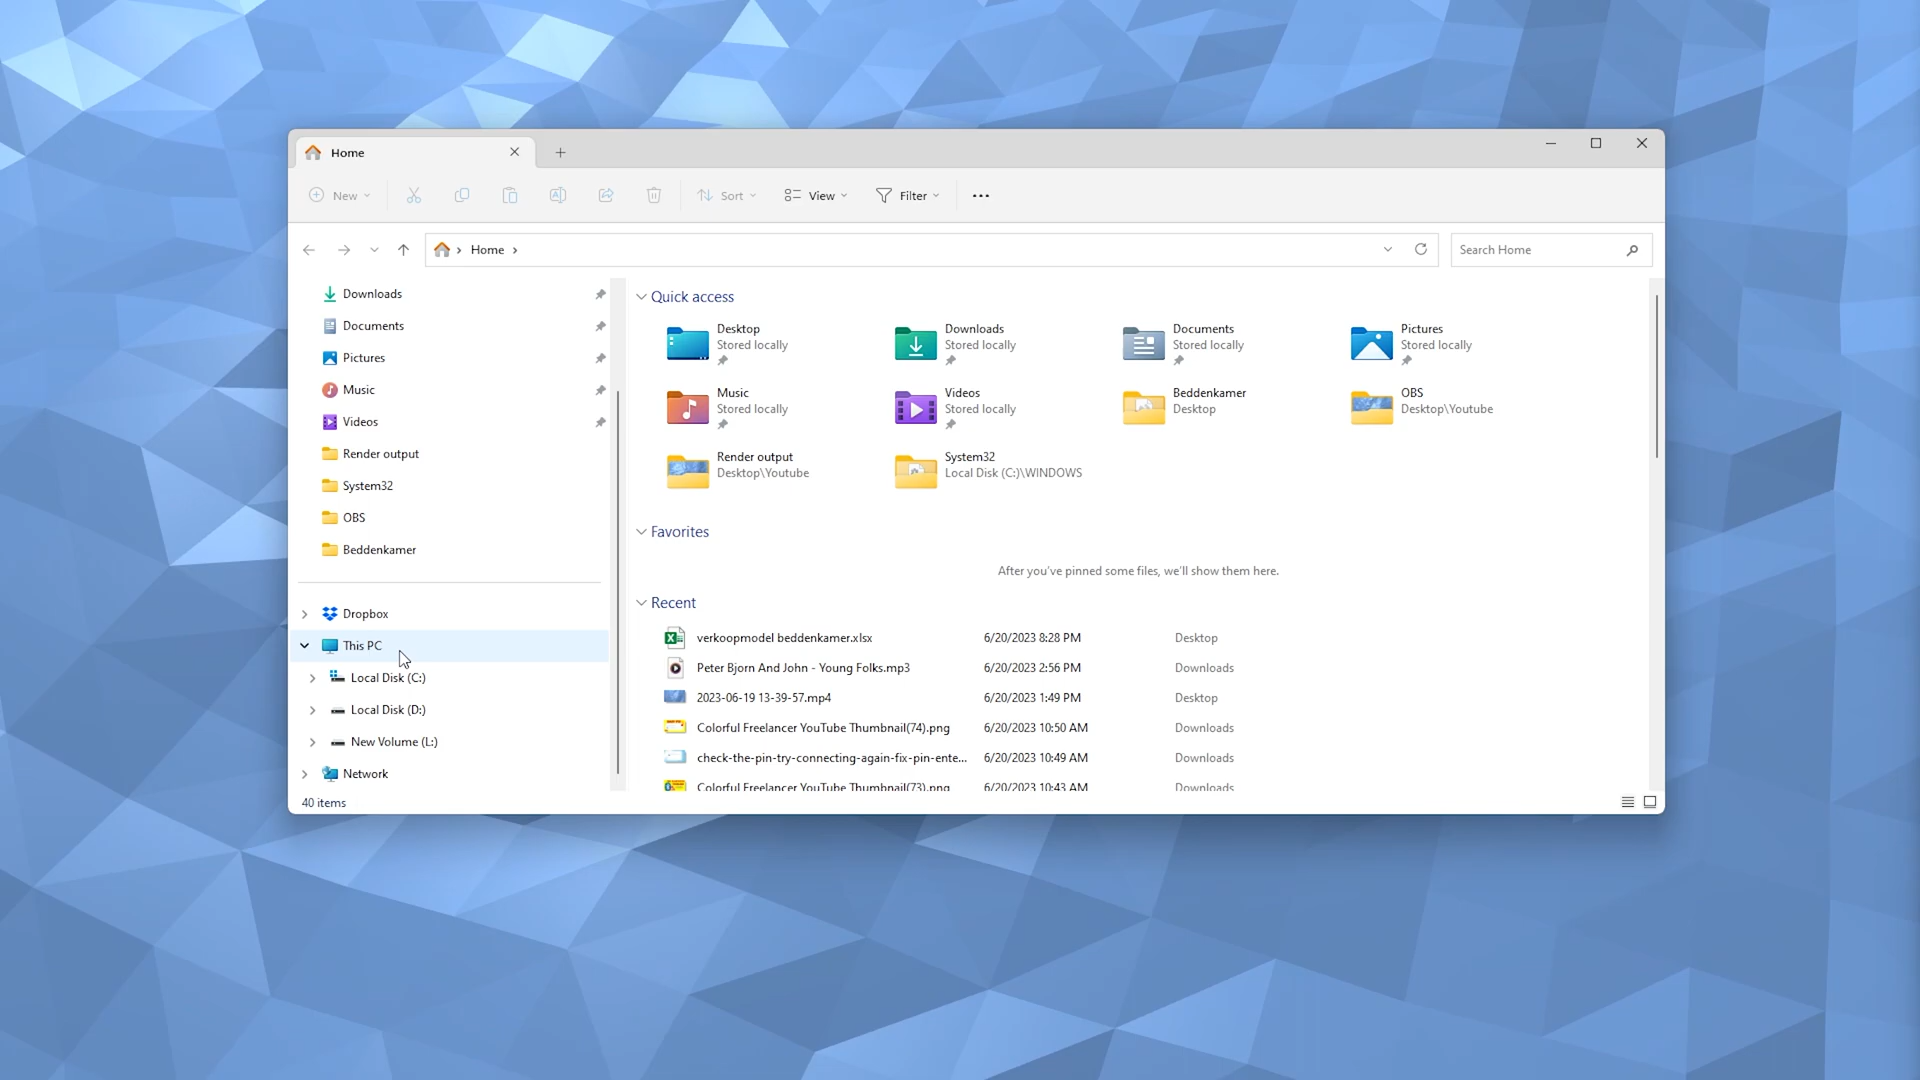 Home
New
Sort
View
Filter
Home
Search Home
Downloads
Documents
Pictures
Music
Videos
Render output
System32
OBS
Beddenkamer
Dropbox
This PC
Local Disk (C:)
Local Disk (D:)
New Volume (L:)
Network
Quick access
Desktop
Stored locally
Downloads
Stored locally
Documents
Stored locally
Pictures
Stored locally
Music
Stored locally
Videos
Stored locally
Beddenkamer
Desktop
OBS
Desktop\Youtube
Render output
Desktop\Youtube
System32
Local Disk (C:)\WINDOWS
Favorites
After you've pinned some files, we'll show them here.
Recent
verkoopmodel beddenkamer.xlsx 6/20/2023 8:28 PM Desktop
Peter Bjorn And John - Young Folks.mp3 6/20/2023 2:56 PM Downloads
2023-06-19 13-39-57.mp4 6/20/2023 1:49 PM Desktop
Colorful Freelancer YouTube Thumbnail(74).png 6/20/2023 10:50 AM Downloads
check-the-pin-try-connecting-again-fix-pin-ente... 6/20/2023 10:49 AM Downloads
Colorful Freelancer YouTube Thumbnail(73).png 6/20/2023 10:43 AM Downloads
40 items